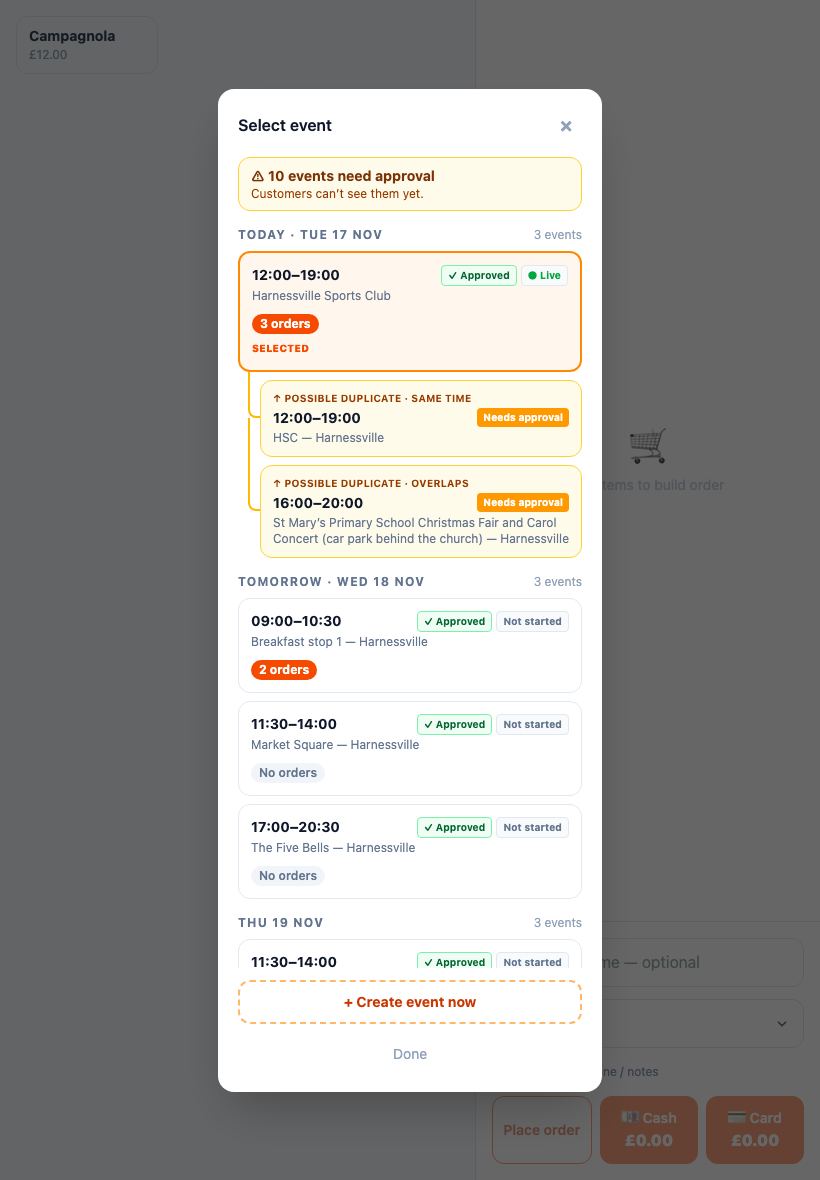 Campagnola
£12.00
Select event
×
⚠ 10 events need approval
Customers can’t see them yet.
TODAY · TUE 17 NOV
3 events
12:00–19:00
✓ Approved
Live
Harnessville Sports Club
3 orders
SELECTED
↑ POSSIBLE DUPLICATE · SAME TIME
12:00–19:00
Needs approval
HSC — Harnessville
↑ POSSIBLE DUPLICATE · OVERLAPS
16:00–20:00
Needs approval
St Mary’s Primary School Christmas Fair and Carol
Concert (car park behind the church) — Harnessville
TOMORROW · WED 18 NOV
3 events
09:00–10:30
✓ Approved
Not started
Breakfast stop 1 — Harnessville
2 orders
11:30–14:00
✓ Approved
Not started
Market Square — Harnessville
No orders
17:00–20:30
✓ Approved
Not started
The Five Bells — Harnessville
No orders
THU 19 NOV
3 events
11:30–14:00
✓ Approved
Not started
+ Create event now
Done
to build order
— optional
/ notes
Place order
Cash
£0.00
Card
£0.00